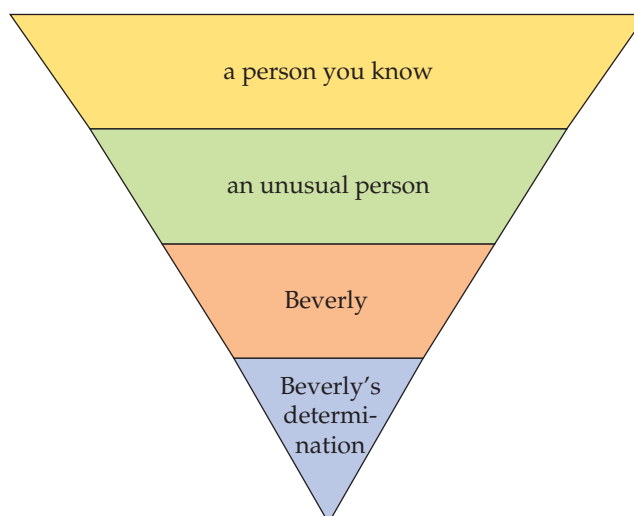 a person you know
an unusual person
Beverly
Beverly’s
determi-
nation